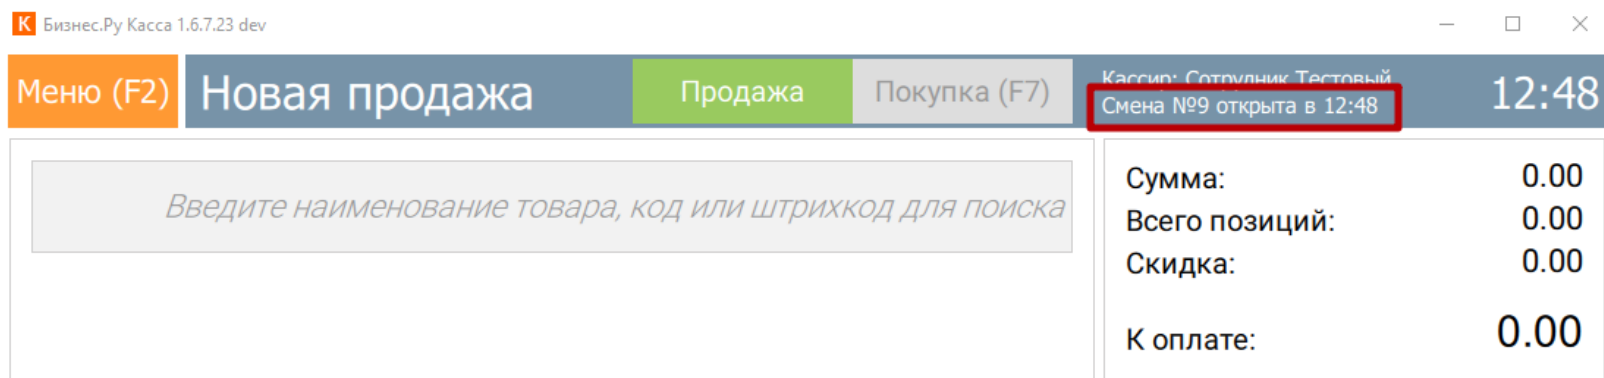 К Бизнес.Ру Касса 1.6.7.23 dev
Меню (F2) Новая продажа Продажа Покупка (F7) Кассир: Сотрудник Тестовый 12:48
Смена №9 открыта в 12:48
Введите наименование товара, код или штрихкод для поиска
Сумма: 0.00
Всего позиций: 0.00
Скидка: 0.00
К оплате: 0.00